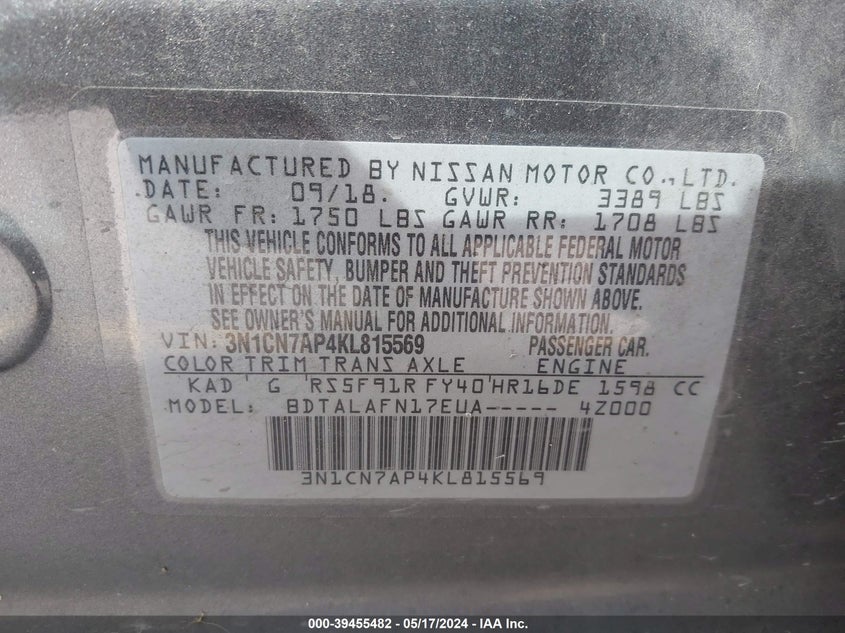 MANUFACTURED BY NISSAN MOTOR CO., LTD.
DATE: 09/18. GVWR: 3389 LBS
GAWR FR: 1750 LBS GAWR RR: 1708 LBS
THIS VEHICLE CONFORMS TO ALL APPLICABLE FEDERAL MOTOR
VEHICLE SAFETY, BUMPER AND THEFT PREVENTION STANDARDS
IN EFFECT ON THE DATE OF MANUFACTURE SHOWN ABOVE.
SEE OWNER'S MANUAL FOR ADDITIONAL INFORMATION.
VIN: 3N1CN7AP4KL815569 PASSENGER CAR.
COLOR TRIM TRANS AXLE ENGINE
KAD G RS5F91R FY40 HR16DE 1598 CC
MODEL: BDTALAFN17EUA----- 4Z000
3N1CN7AP4KL815569
000-39455482 - 05/17/2024 - IAA Inc.